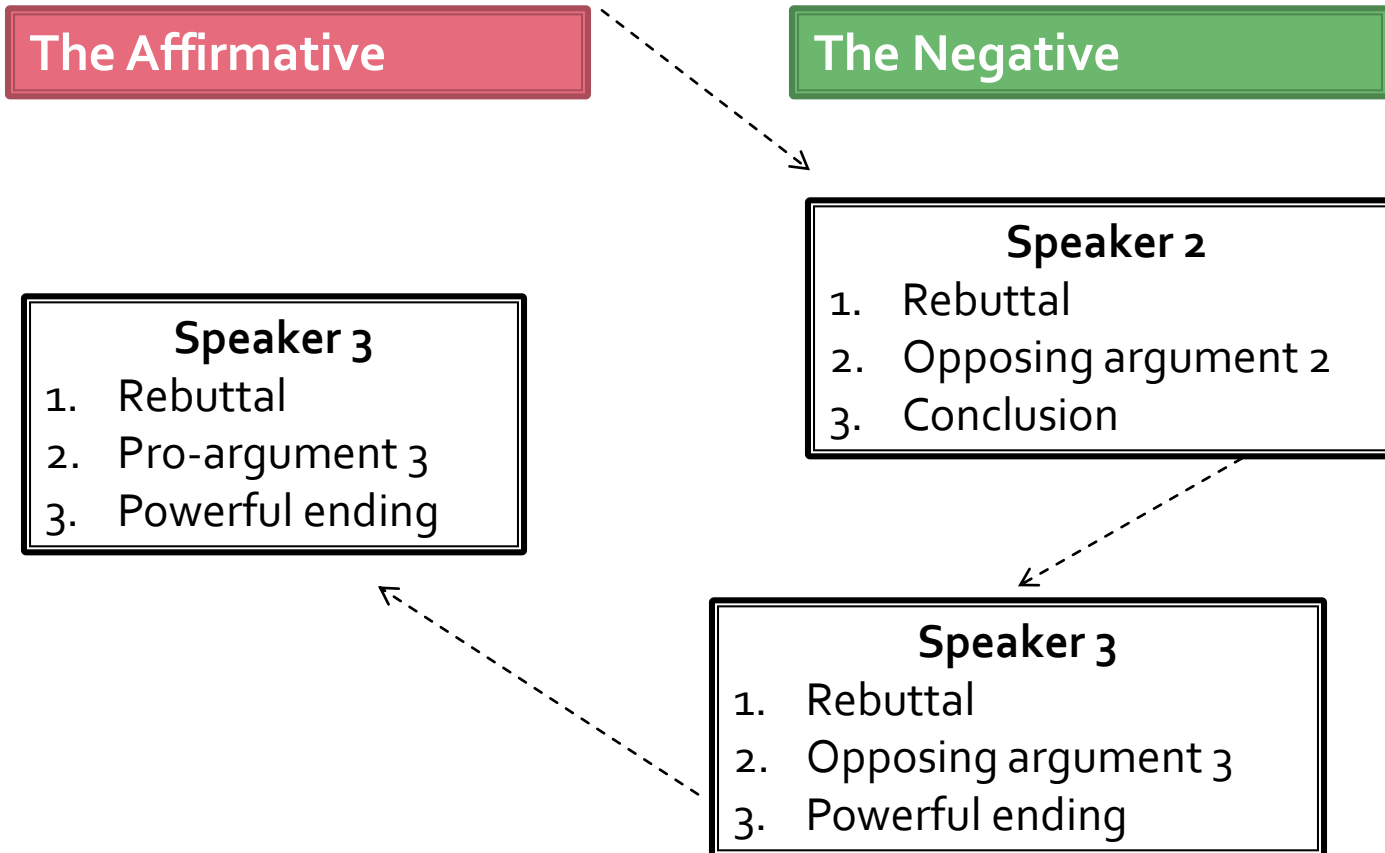 The Affirmative
The Negative
Speaker 2
1. Rebuttal
2. Opposing argument 2
3. Conclusion
Speaker 3
1. Rebuttal
2. Pro-argument 3
3. Powerful ending
Speaker 3
1. Rebuttal
2. Opposing argument 3
3. Powerful ending